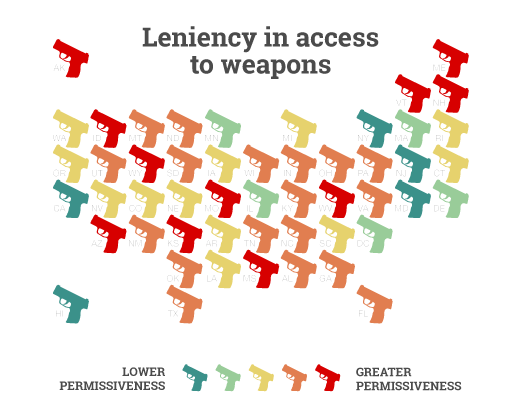 Leniency in access
to weapons
AK ME
VT NH
WA ID MT ND MN MI NY MA RI
OR UT WY SD IA WI IN OH PA NJ CT
CA NV CO NE IL KY VA MD DE
AZ NM KS AR TN NC SC DC
OK LA MS AL GA
HI TX FL
LOWER
PERMISSIVENESS
GREATER
PERMISSIVENESS